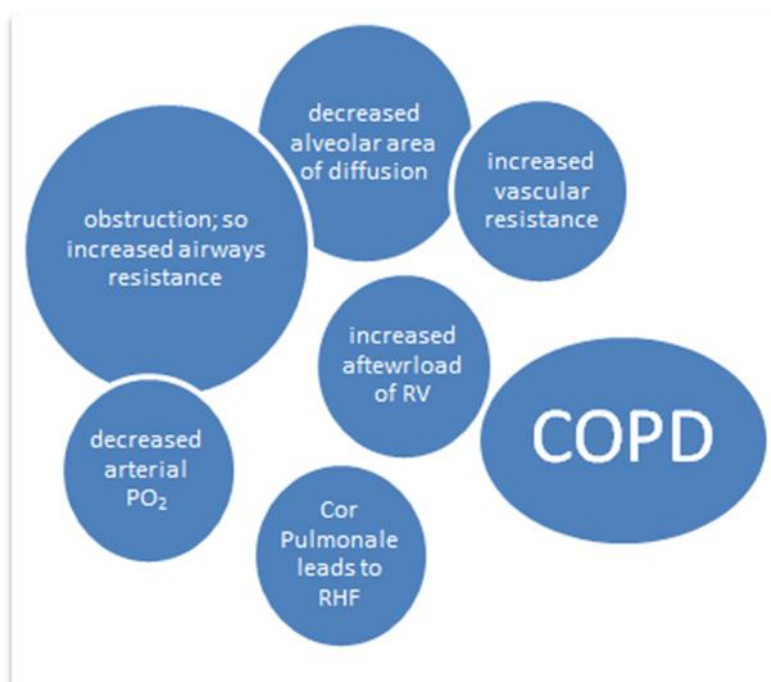 decreased
alveolar area
of diffusion
increased
vascular
resistance
obstruction; so
increased airways
resistance
increased
aftewrload
of RV
COPD
decreased
arterial
PO₂
Cor
Pulmonale
leads to
RHF